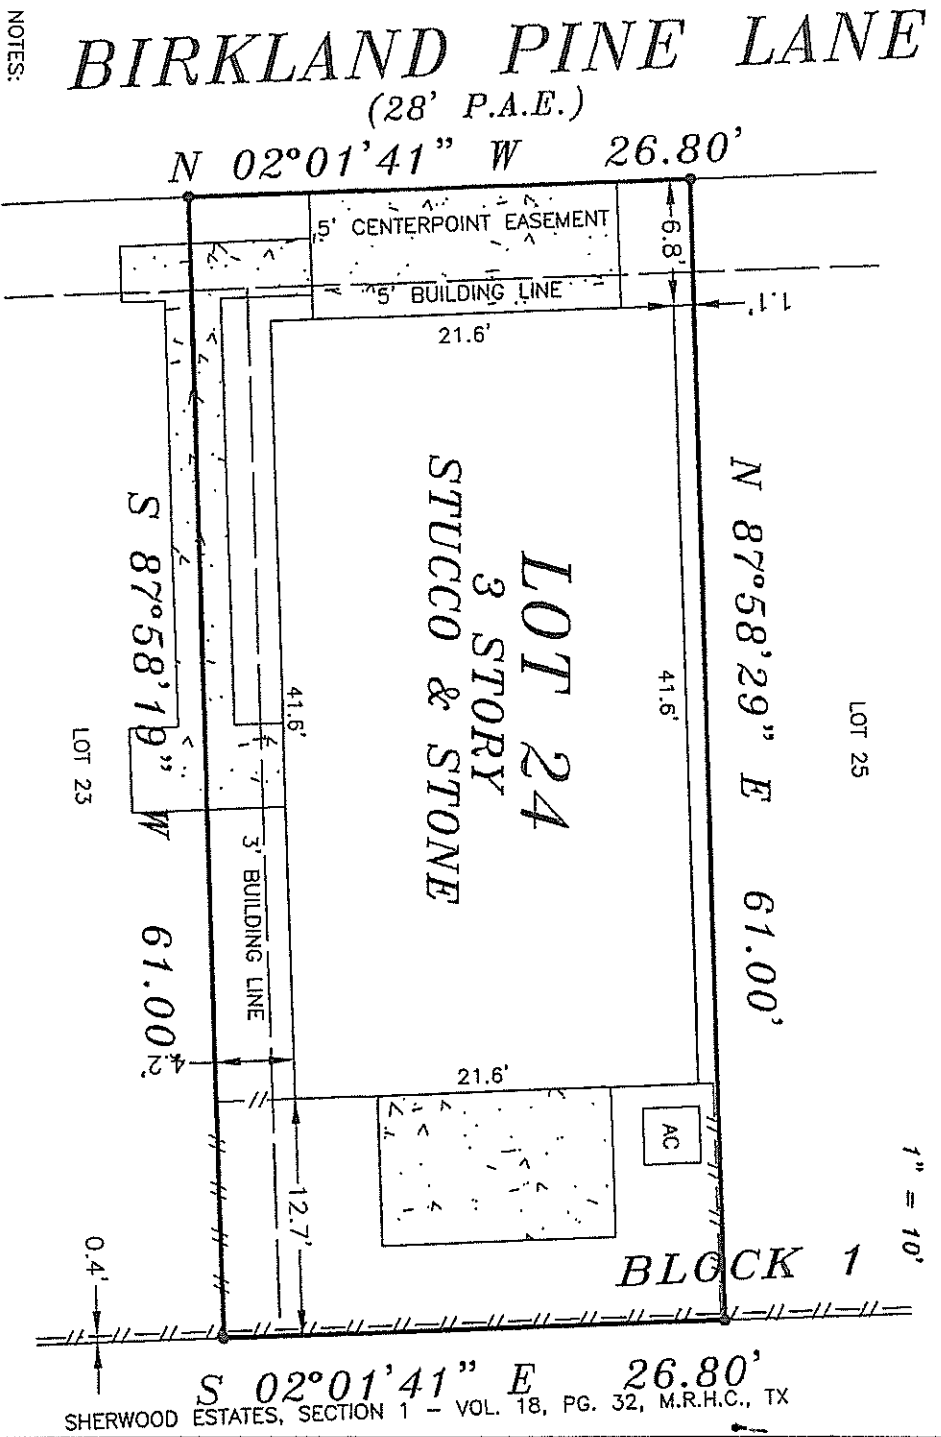 NOTES:
BIRKLAND PINE LANE
(28' P.A.E.)
N 02°01'41" W 26.80'
5' CENTERPOINT EASEMENT
6.8'
5' BUILDING LINE
1.1'
21.6'
N 87°58'29" E 61.00'
S 87°58'19" W 61.00'
LOT 24
3 STORY
STUCCO & STONE
41.6'
41.6'
LOT 25
LOT 23
3' BUILDING LINE
4.2'
21.6'
AC
12.7'
1" = 10'
0.4'
BLOCK 1
S 02°01'41" E 26.80'
SHERWOOD ESTATES, SECTION 1 - VOL. 18, PG. 32, M.R.H.C., TX